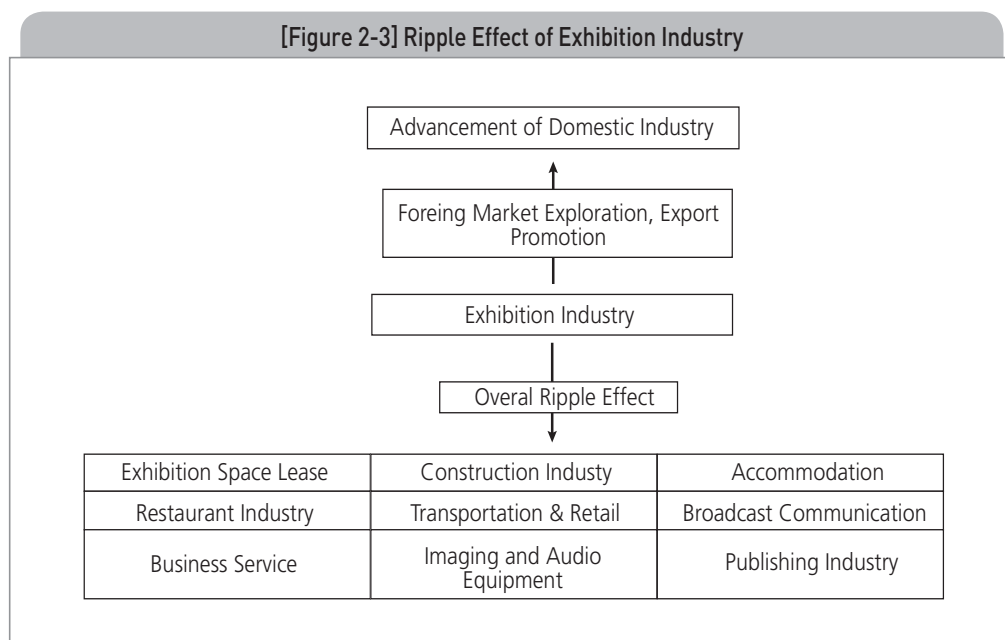 [Figure 2-3] Ripple Effect of Exhibition Industry
Advancement of Domestic Industry
Foreing Market Exploration, Export
Promotion
Exhibition Industry
Overal Ripple Effect
Exhibition Space Lease
Construction Industy
Accommodation
Restaurant Industry
Transportation & Retail
Broadcast Communication
Business Service
Imaging and Audio
Equipment
Publishing Industry